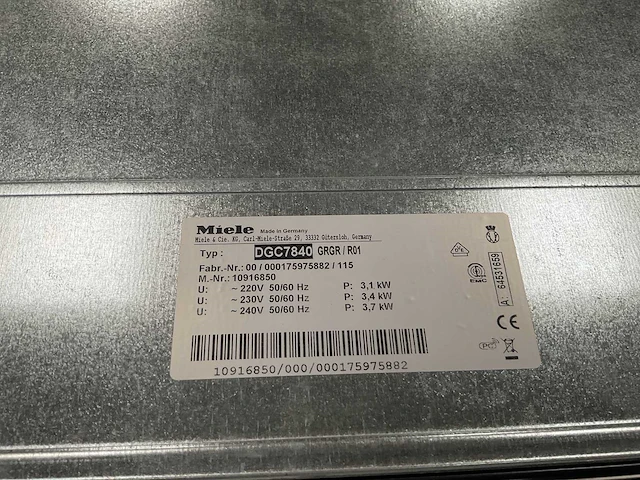 Miele Made in Germany
Miele & Cie. KG, Carl-Miele-Straße 29, 33332 Gütersloh, Germany
Typ: DGC7840 GRGR / R01
Fabr.-Nr.: 00 / 000175975882 / 115
M.-Nr.: 10916850
U: ~ 220V 50/60 Hz P: 3,1 kW
U: ~ 230V 50/60 Hz P: 3,4 kW
U: ~ 240V 50/60 Hz P: 3,7 kW
10916850/000/000175975882
EMC
A: 64531659
CE
PC